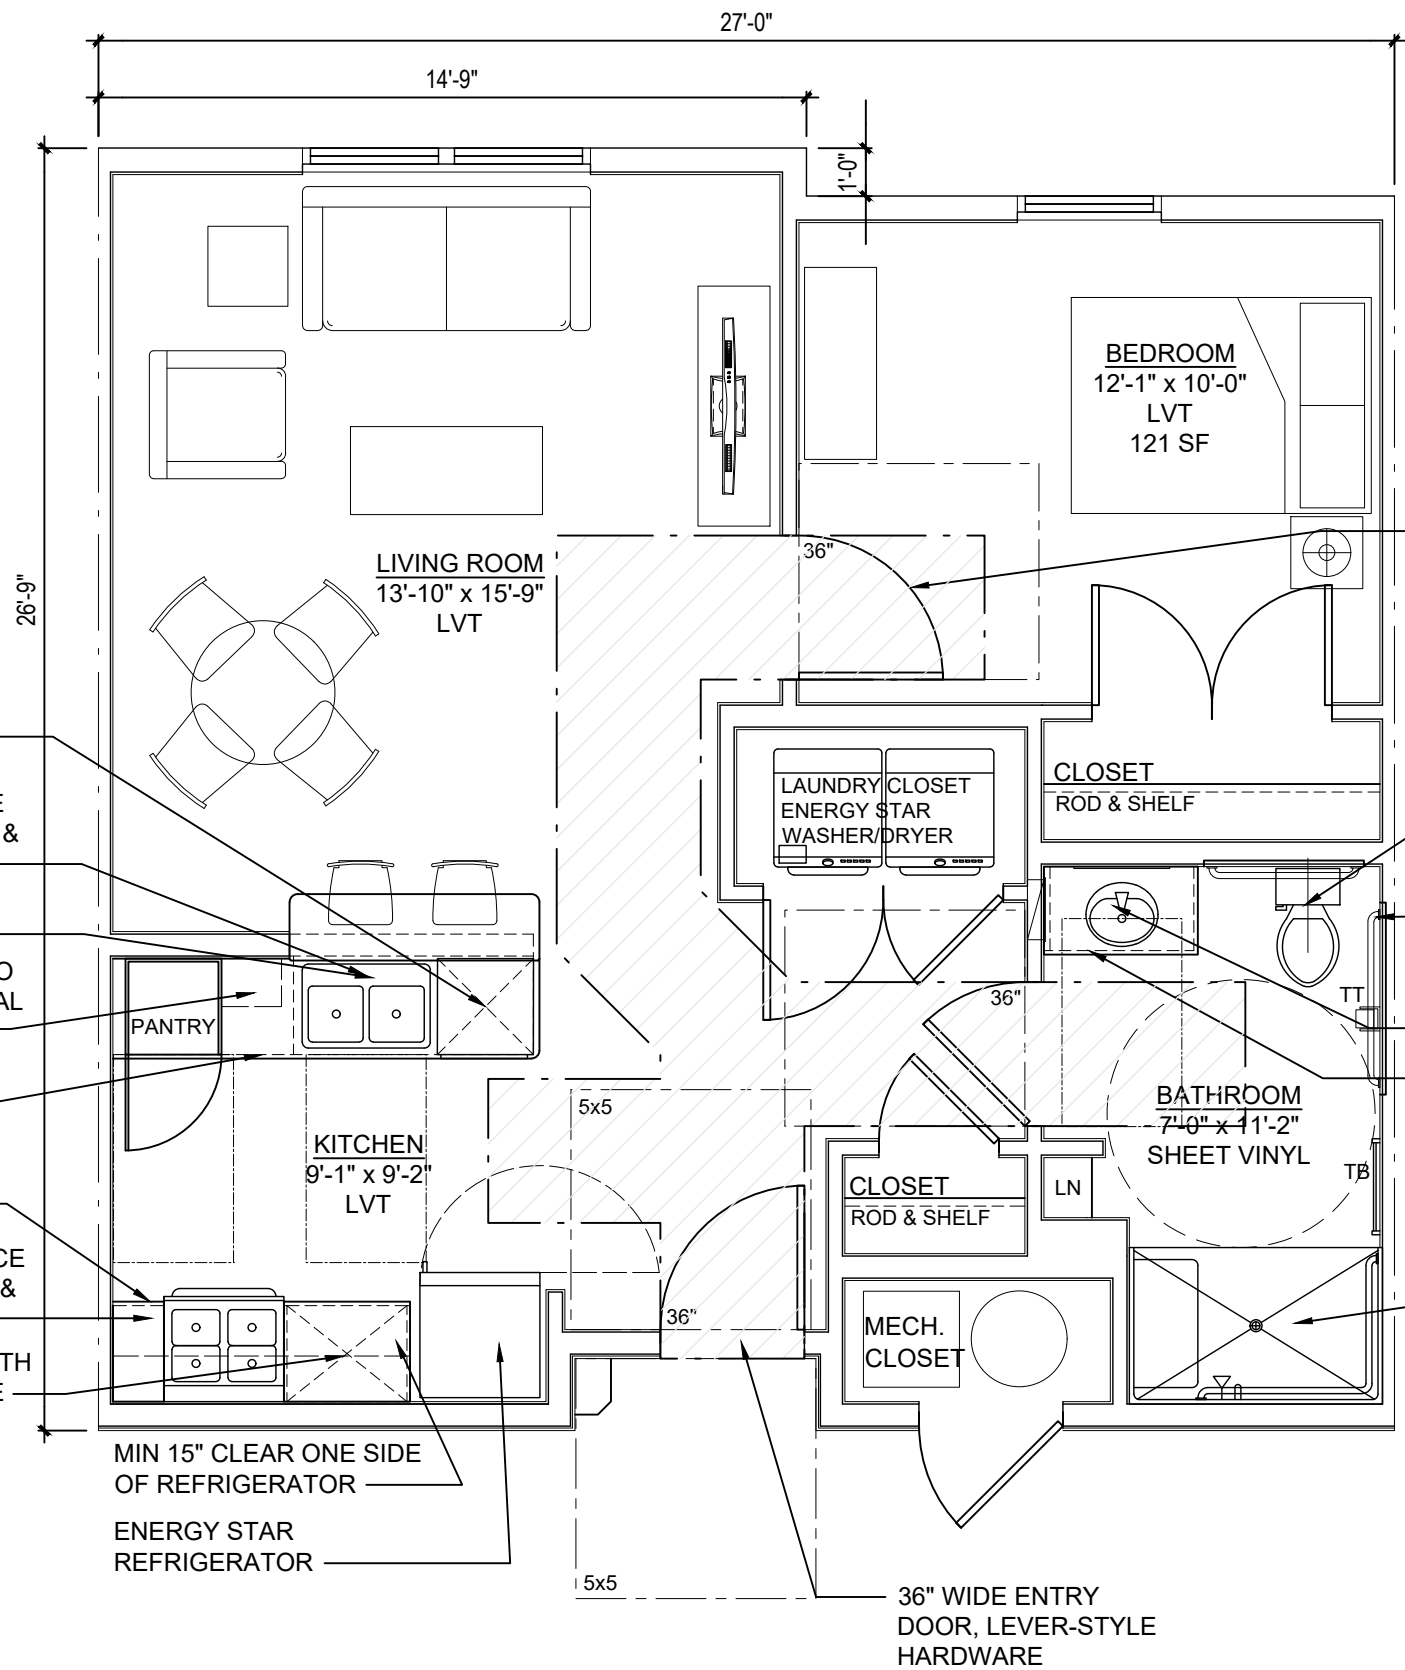 27'-0"
14'-9"
1'-0"
26'-9"
BEDROOM
12'-1" x 10'-0"
LVT
121 SF
LIVING ROOM
13'-10" x 15'-9"
LVT
36"
LAUNDRY CLOSET
ENERGY STAR
WASHER/DRYER
CLOSET
ROD & SHELF
E
&
O
AL
PANTRY
36"
TT
5x5
KITCHEN
9'-1" x 9'-2"
LVT
BATHROOM
7'-0" x 11'-2"
SHEET VINYL
TB
LN
CLOSET
ROD & SHELF
CE
&
TH
E
36"
MECH.
CLOSET
MIN 15" CLEAR ONE SIDE
OF REFRIGERATOR
ENERGY STAR
REFRIGERATOR
5x5
36" WIDE ENTRY
DOOR, LEVER-STYLE
HARDWARE